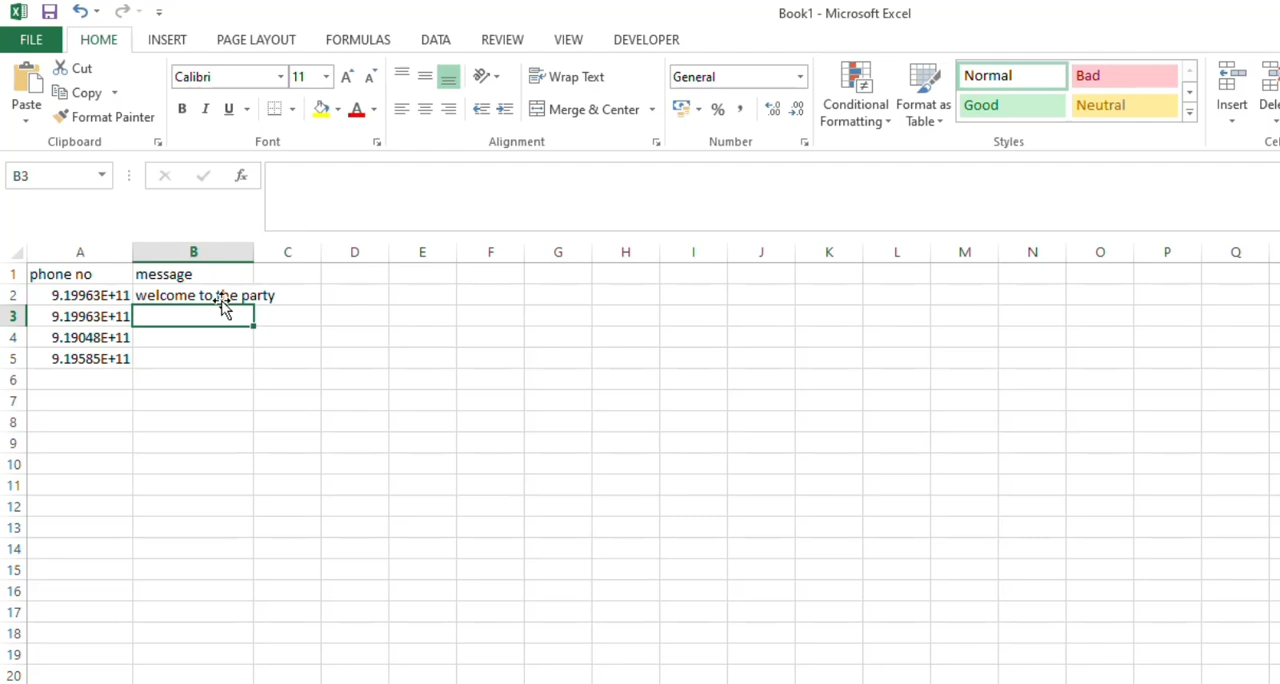 Book1 - Microsoft Excel
FILE HOME INSERT PAGE LAYOUT FORMULAS DATA REVIEW VIEW DEVELOPER
Paste
Cut
Copy
Format Painter
Clipboard
Calibri 11
B I U
Font
Wrap Text
Merge & Center
Alignment
General
%
Number
Conditional
Formatting
Format as
Table
Normal Bad
Good Neutral
Styles
Insert
B3
fx
A B C D E F G H I J K L M N O P Q
1 phone no message
2 9.19963E+11 welcome to the party
3 9.19963E+11
4 9.19048E+11
5 9.19585E+11
6
7
8
9
10
11
12
13
14
15
16
17
18
19
20